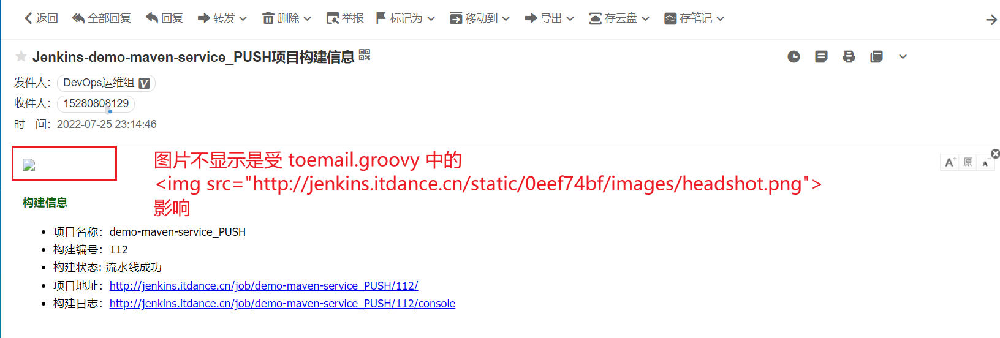 返回 全部回复 回复 转发 删除 举报 标记为 移动到 导出 存云盘 存笔记
Jenkins-demo-maven-service_PUSH项目构建信息
发件人： DevOps运维组 V
收件人： 15280808129
时 间： 2022-07-25 23:14:46
图片不显示是受 toemail.groovy 中的
<img src="http://jenkins.itdance.cn/static/0eef74bf/images/headshot.png">
影响
A+ 原 A-
构建信息
• 项目名称：demo-maven-service_PUSH
• 构建编号：112
• 构建状态: 流水线成功
• 项目地址：http://jenkins.itdance.cn/job/demo-maven-service_PUSH/112/
• 构建日志：http://jenkins.itdance.cn/job/demo-maven-service_PUSH/112/console